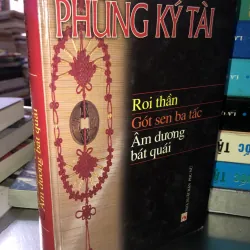 PHÙNG KÝ TÀI
Roi thần
Gót sen ba tấc
Âm dương
bát quái
Âm dương bát quái